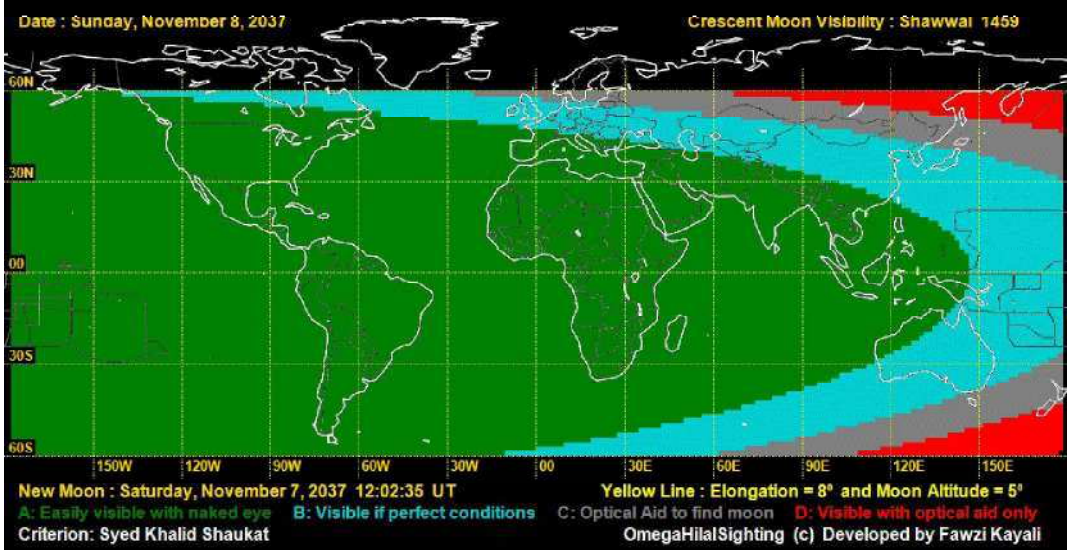 Date : Sunday, November 8, 2037
Crescent Moon Visibility : Shawwal 1459
60N
30N
00
30S
60S
150W 120W 90W 60W 30W 00 30E 60E 90E 120E 150E
New Moon : Saturday, November 7, 2037 12:02:35 UT
Yellow Line : Elongation = 8º and Moon Altitude = 5º
A: Easily visible with naked eye B: Visible if perfect conditions C: Optical Aid to find moon D: Visible with optical aid only
Criterion: Syed Khalid Shaukat
OmegaHilalSighting (c) Developed by Fawzi Kayali